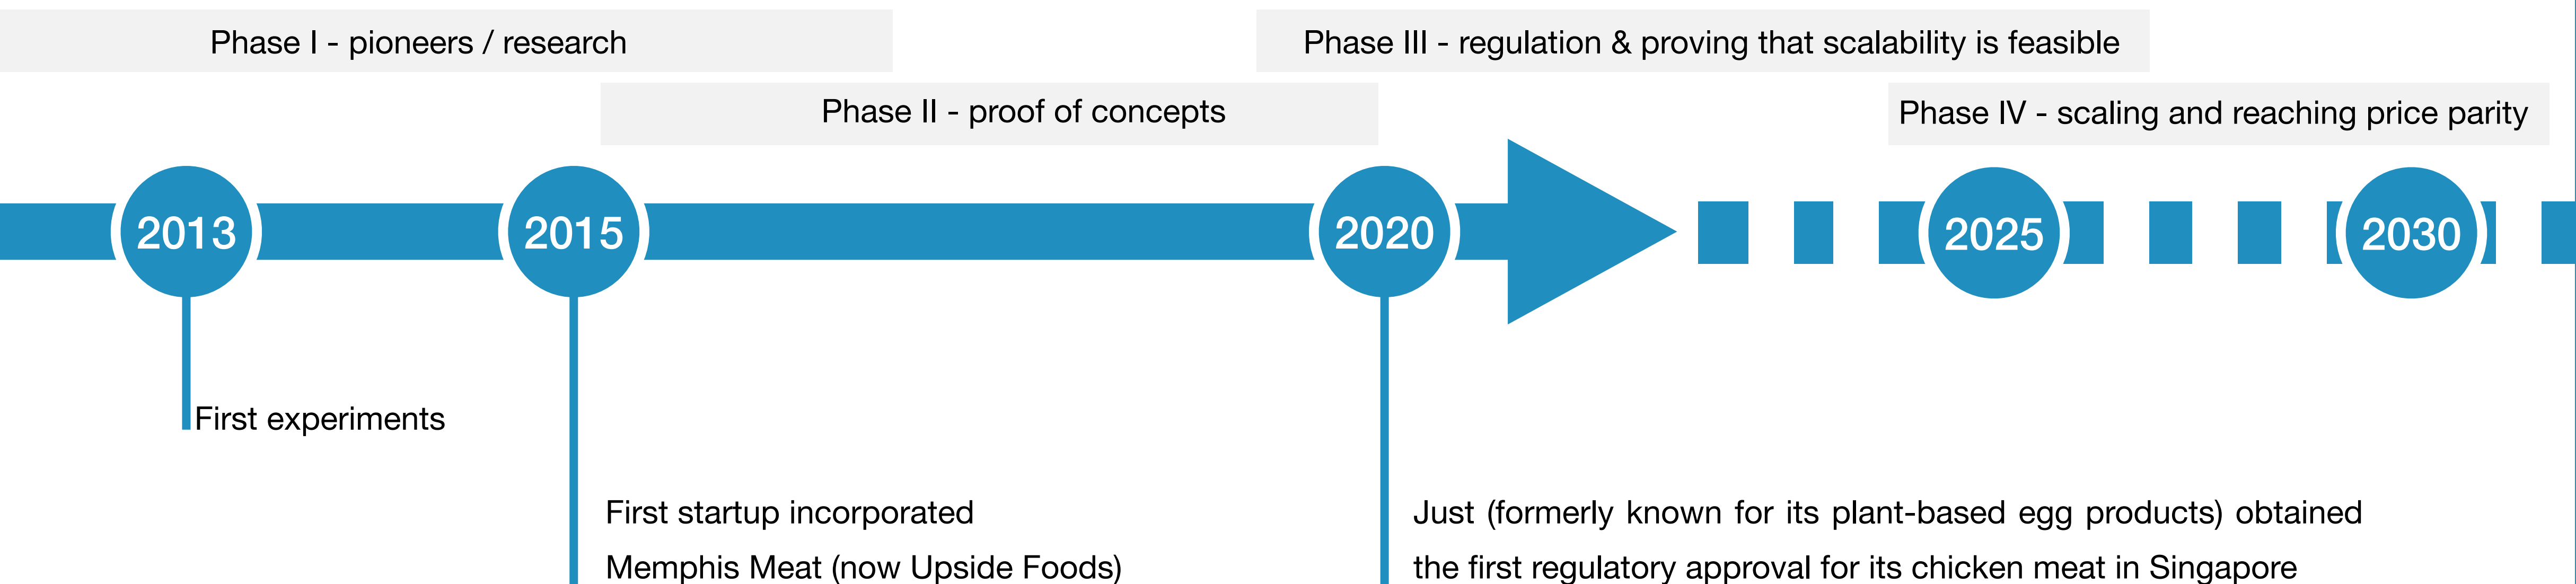 Phase I - pioneers / research
Phase III - regulation & proving that scalability is feasible
Phase II - proof of concepts
Phase IV - scaling and reaching price parity
2013
2015
2020
2025
2030
First experiments
First startup incorporated
Memphis Meat (now Upside Foods)
Just (formerly known for its plant-based egg products) obtained
the first regulatory approval for its chicken meat in Singapore